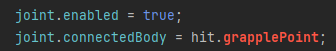 joint.enabled = true;
joint.connectedBody = hit.grapplePoint;